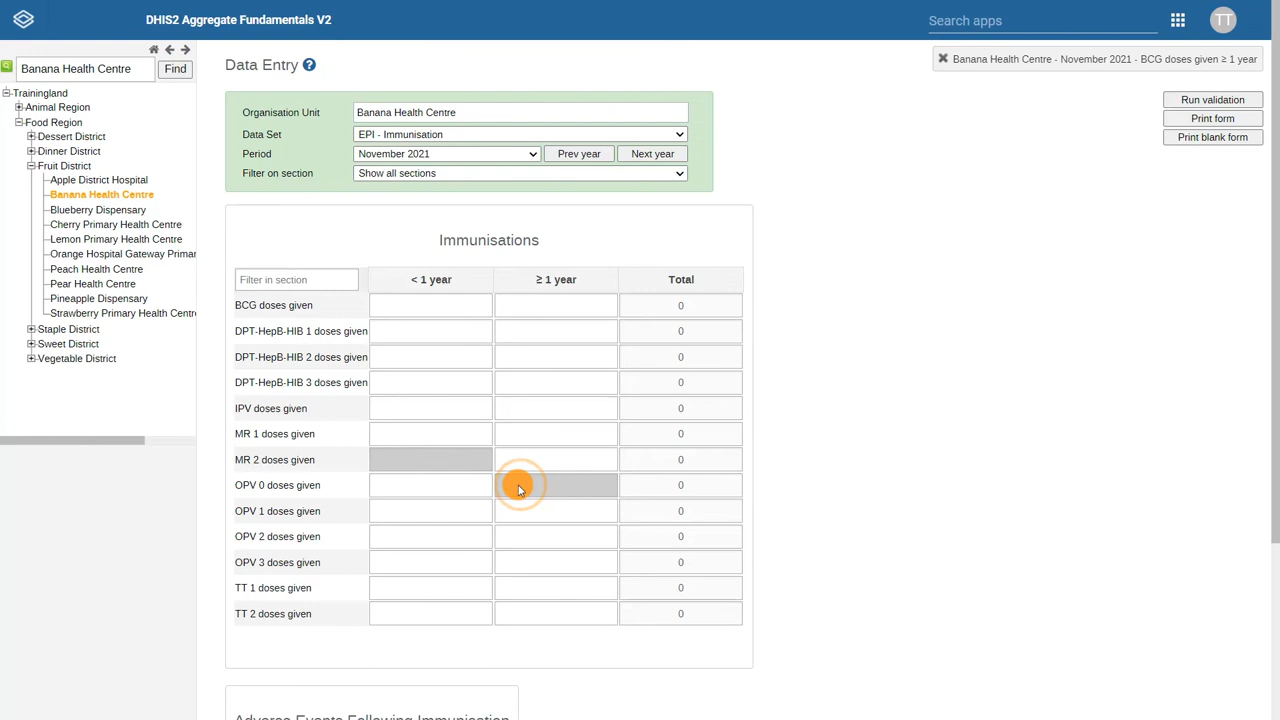 DHIS2 Aggregate Fundamentals V2
Search apps
TT
Banana Health Centre
Find
Trainingland
Animal Region
Food Region
Dessert District
Dinner District
Fruit District
Apple District Hospital
Banana Health Centre
Blueberry Dispensary
Cherry Primary Health Centre
Lemon Primary Health Centre
Orange Hospital Gateway Primar
Peach Health Centre
Pear Health Centre
Pineapple Dispensary
Strawberry Primary Health Centre
Staple District
Sweet District
Vegetable District
Data Entry ?
Banana Health Centre - November 2021 - BCG doses given ≥ 1 year
Run validation
Print form
Print blank form
Organisation Unit Banana Health Centre
Data Set EPI - Immunisation
Period November 2021 Prev year Next year
Filter on section Show all sections
Immunisations
Filter in section < 1 year ≥ 1 year Total
BCG doses given 0
DPT-HepB-HIB 1 doses given 0
DPT-HepB-HIB 2 doses given 0
DPT-HepB-HIB 3 doses given 0
IPV doses given 0
MR 1 doses given 0
MR 2 doses given 0
OPV 0 doses given 0
OPV 1 doses given 0
OPV 2 doses given 0
OPV 3 doses given 0
TT 1 doses given 0
TT 2 doses given 0
Adverse Events Following Immunisation